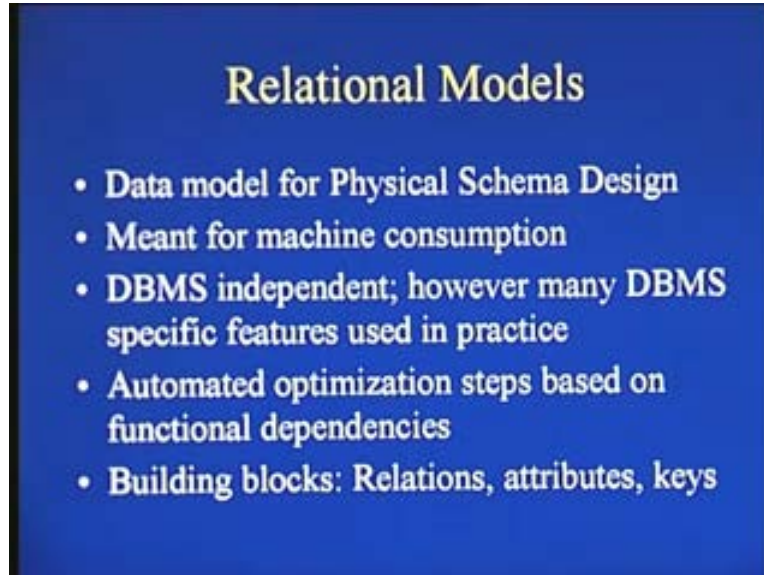 Relational Models
• Data model for Physical Schema Design
• Meant for machine consumption
• DBMS independent; however many DBMS
specific features used in practice
• Automated optimization steps based on
functional dependencies
• Building blocks: Relations, attributes, keys